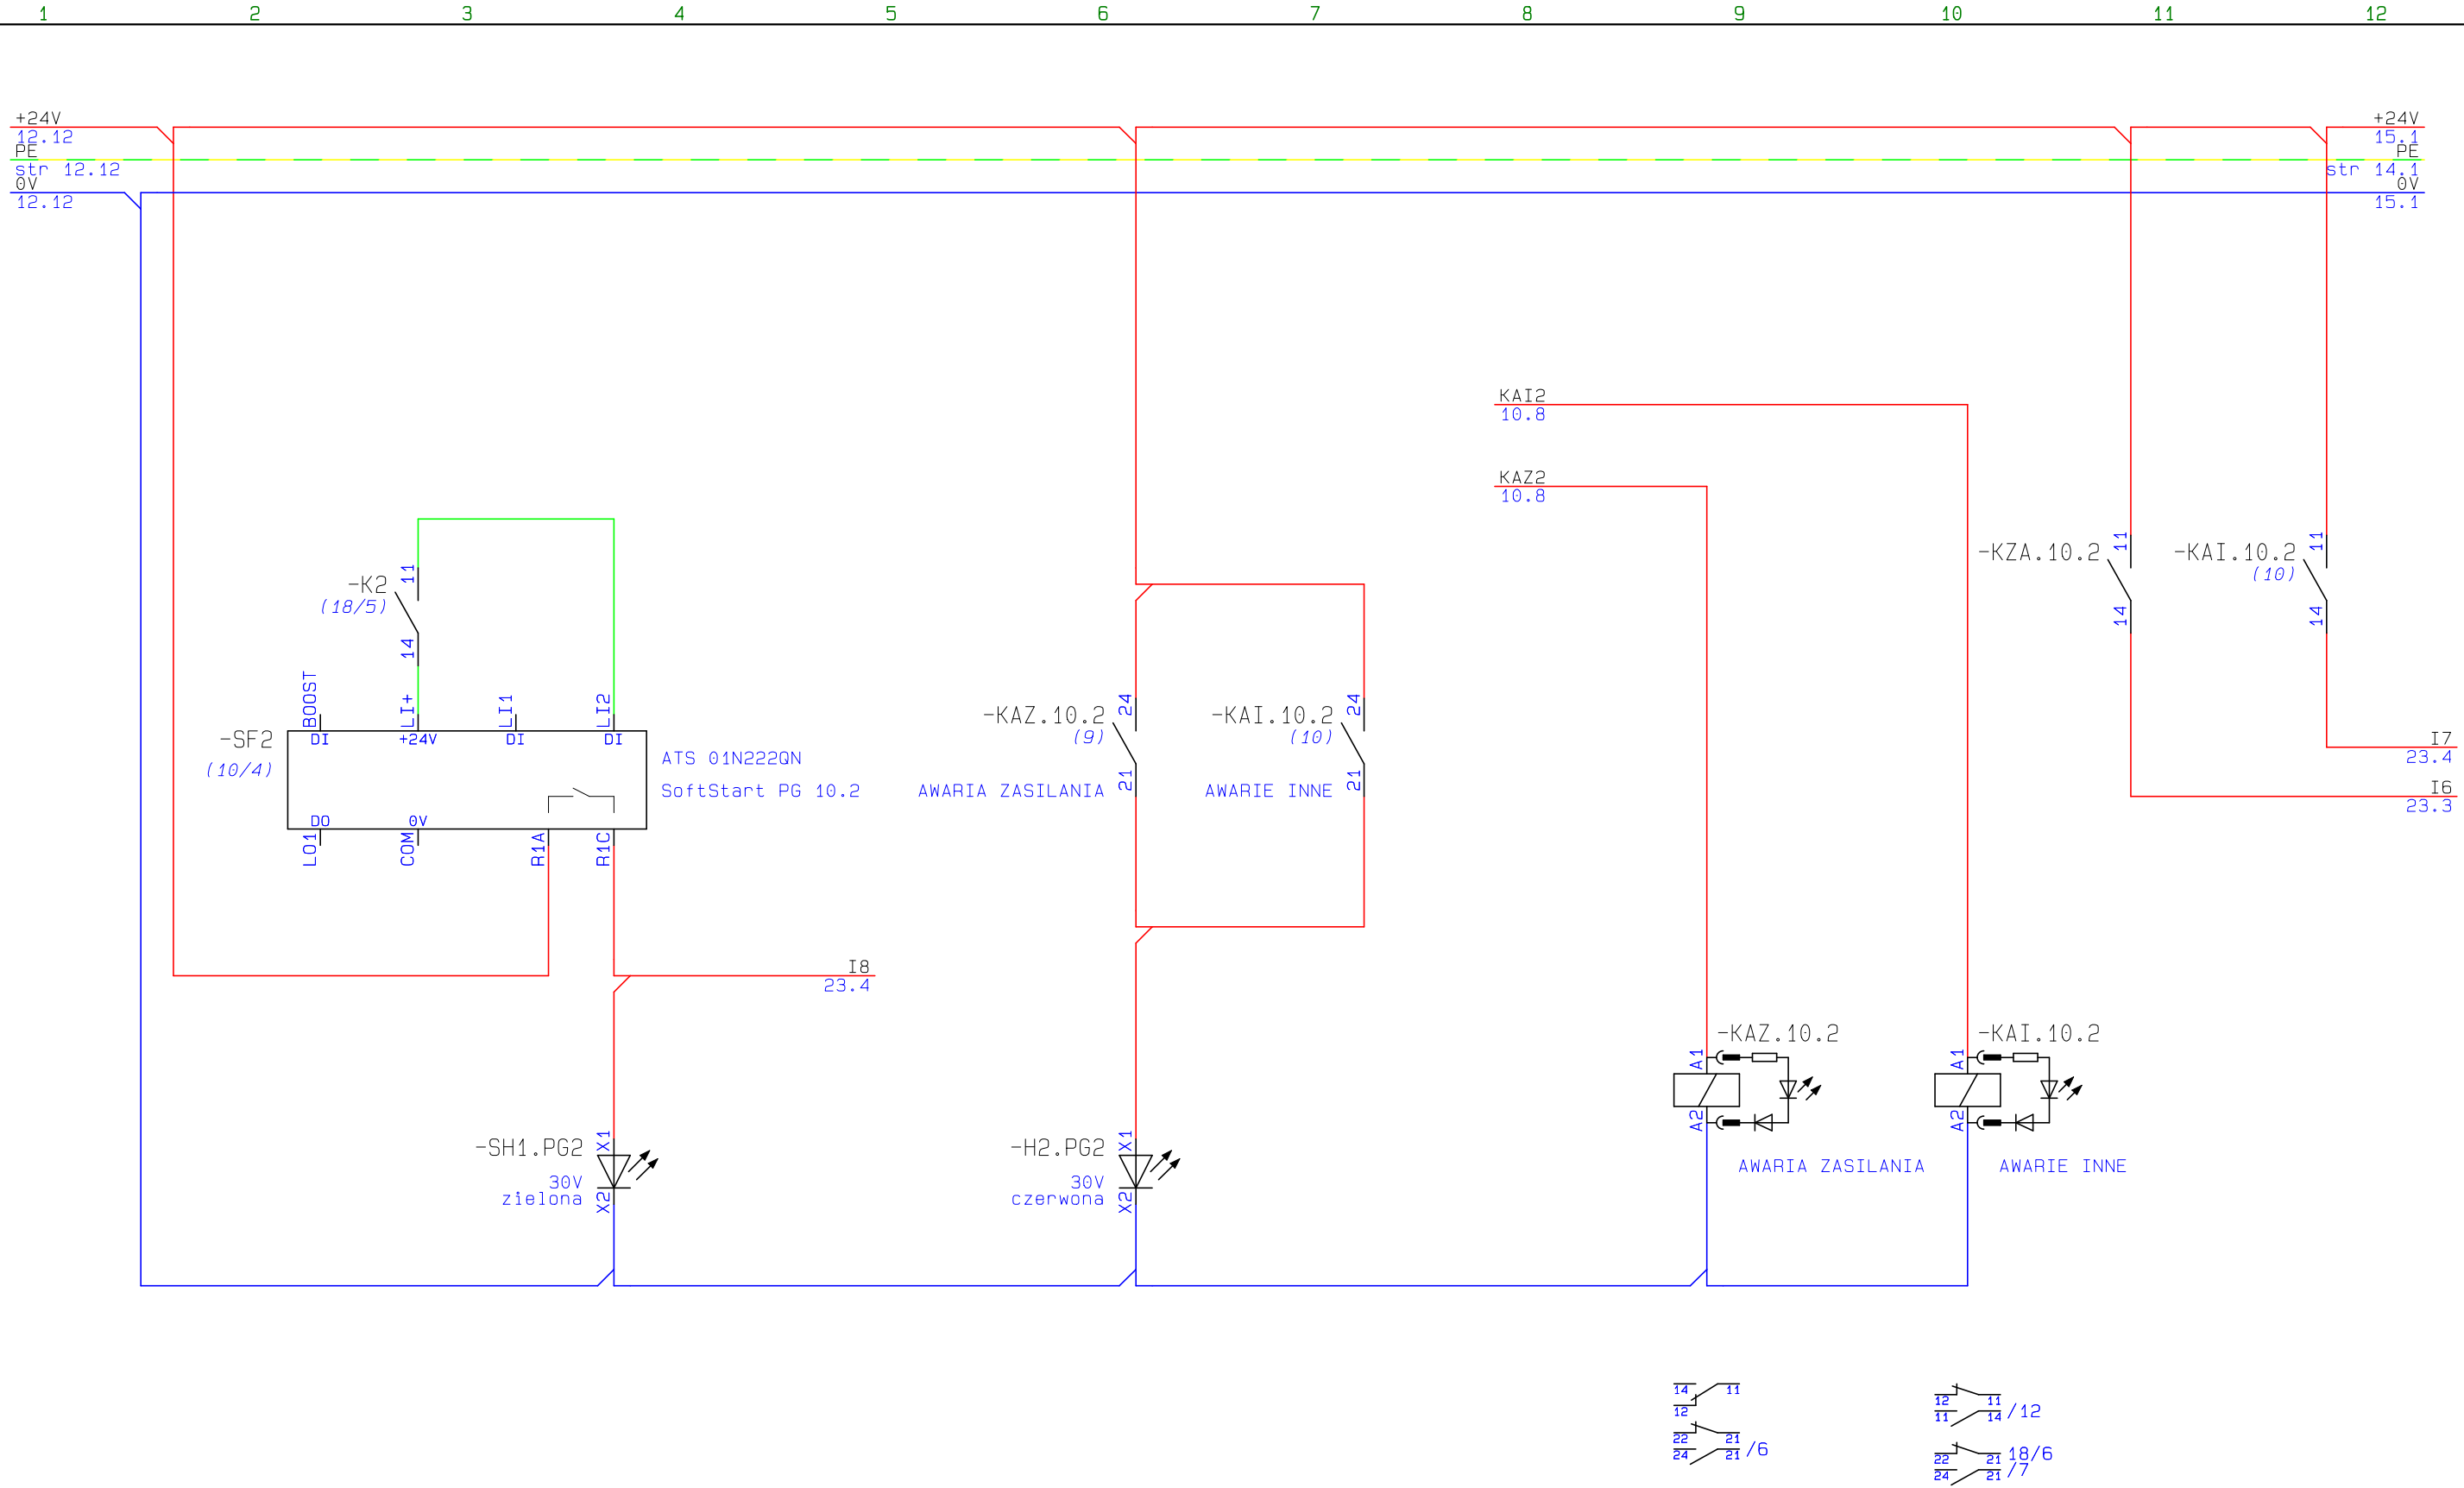 1 2 3 4 5 6 7 8 9 10 11 12
+24V
12.12
PE
str 12.12
0V
12.12
+24V
15.1
PE
str 14.1
0V
15.1
KAI2
10.8
KAZ2
10.8
-K2
(18/5)
11
14
-KZA.10.2
11
14
-KAI.10.2
(10)
11
14
BOOST
LI+
LI1
LI2
DI
+24V
DI
DI
-SF2
(10/4)
ATS 01N222QN
SoftStart PG 10.2
DO
0V
LO1
COM
R1A
R1C
-KAZ.10.2
(9)
AWARIA ZASILANIA
24
21
-KAI.10.2
(10)
AWARIE INNE
24
21
I7
23.4
I6
23.3
I8
23.4
-SH1.PG2
30V
zielona
X1
X2
-H2.PG2
30V
czerwona
X1
X2
-KAZ.10.2
A1
A2
AWARIA ZASILANIA
-KAI.10.2
A1
A2
AWARIE INNE
14 11
12
22 21
24 21 /6
12 11
11 14 /12
22 21 18/6
24 21 /7